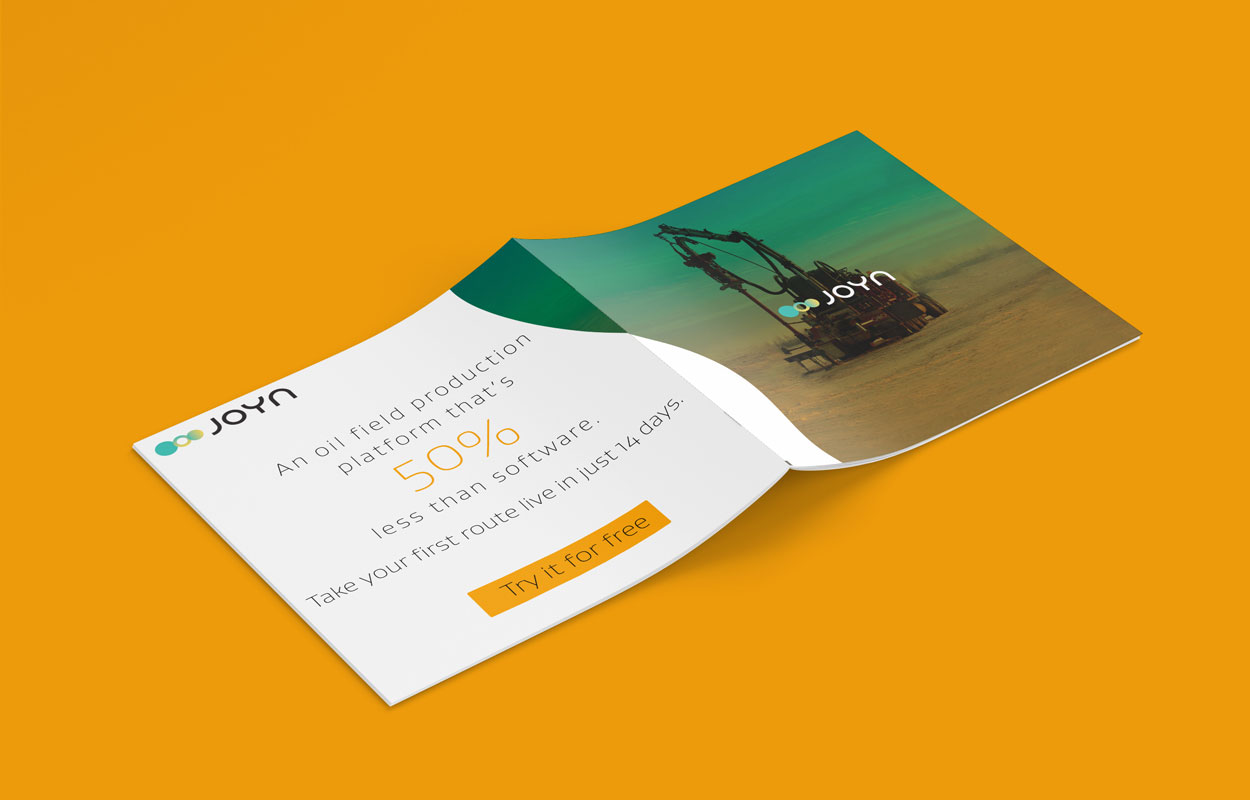 JOYN
An oil field production
platform that's
50%
less than software.
Take your first route live in just 14 days.
Try it for free
JOYN